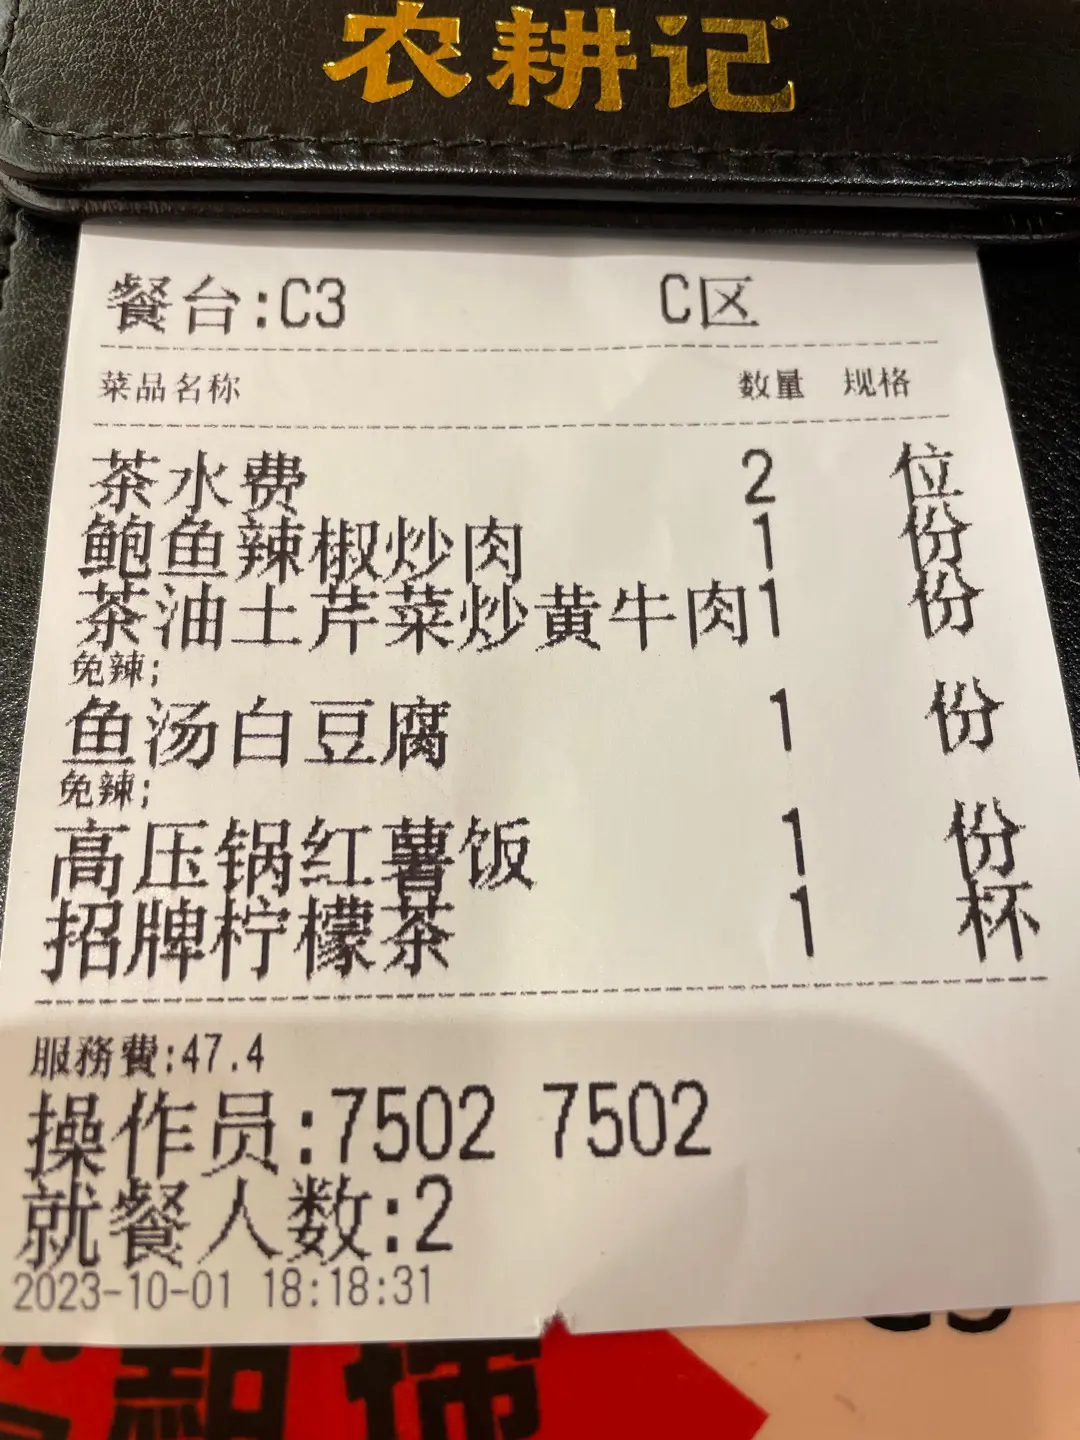 农耕记
餐台:C3 C区
菜品名称 数量 规格
茶水费 2 位
鲍鱼辣椒炒肉 1 份
茶油土芹菜炒黄牛肉1 份
免辣;
鱼汤白豆腐 1 份
免辣;
高压锅红薯饭 1 份
招牌柠檬茶 1 杯
服務費:47.4
操作员:7502 7502
就餐人数:2
2023-10-01 18:18:31